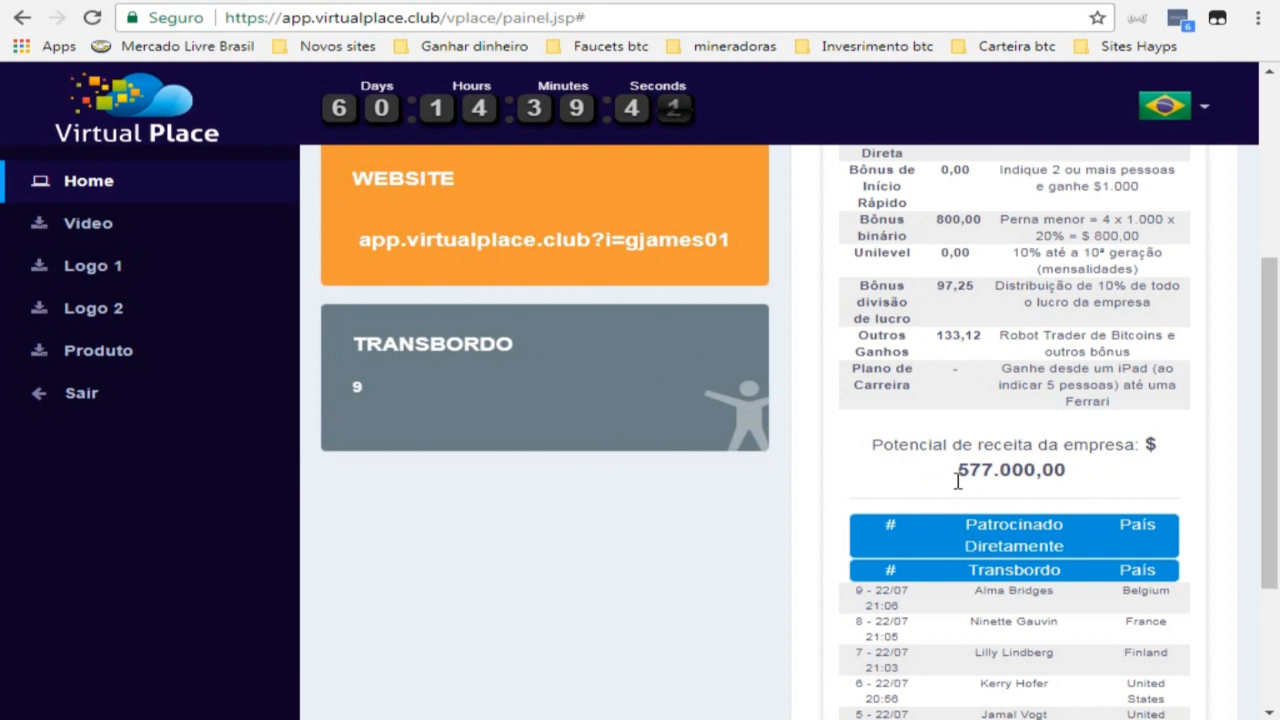 Seguro https://app.virtualplace.club/vplace/painel.jsp#
6
Apps Mercado Livre Brasil Novos sites Ganhar dinheiro Faucets btc mineradoras Invesrimento btc Carteira btc Sites Hayps
Virtual Place
Days Hours Minutes Seconds
6 0 : 1 4 : 3 9 : 4
Home
Video
Logo 1
Logo 2
Produto
Sair
WEBSITE
app.virtualplace.club?i=gjames01
TRANSBORDO
9
Direta
Bônus de Início Rápido 0,00 Indique 2 ou mais pessoas
e ganhe $1.000
Bônus binário 800,00 Perna menor = 4 x 1.000 x
20% = $ 800,00
Unilevel 0,00 10% até a 10ª geração
(mensalidades)
Bônus divisão de lucro 97,25 Distribuição de 10% de todo
o lucro da empresa
Outros Ganhos 133,12 Robot Trader de Bitcoins e
outros bônus
Plano de Carreira - Ganhe desde um iPad (ao
indicar 5 pessoas) até uma
Ferrari
Potencial de receita da empresa: $
577.000,00
# Patrocinado Diretamente País
# Transbordo País
9 - 22/07 21:06 Alma Bridges Belgium
8 - 22/07 21:05 Ninette Gauvin France
7 - 22/07 21:03 Lilly Lindberg Finland
6 - 22/07 20:56 Kerry Hofer United States
5 - 22/07 Jamal Vogt United